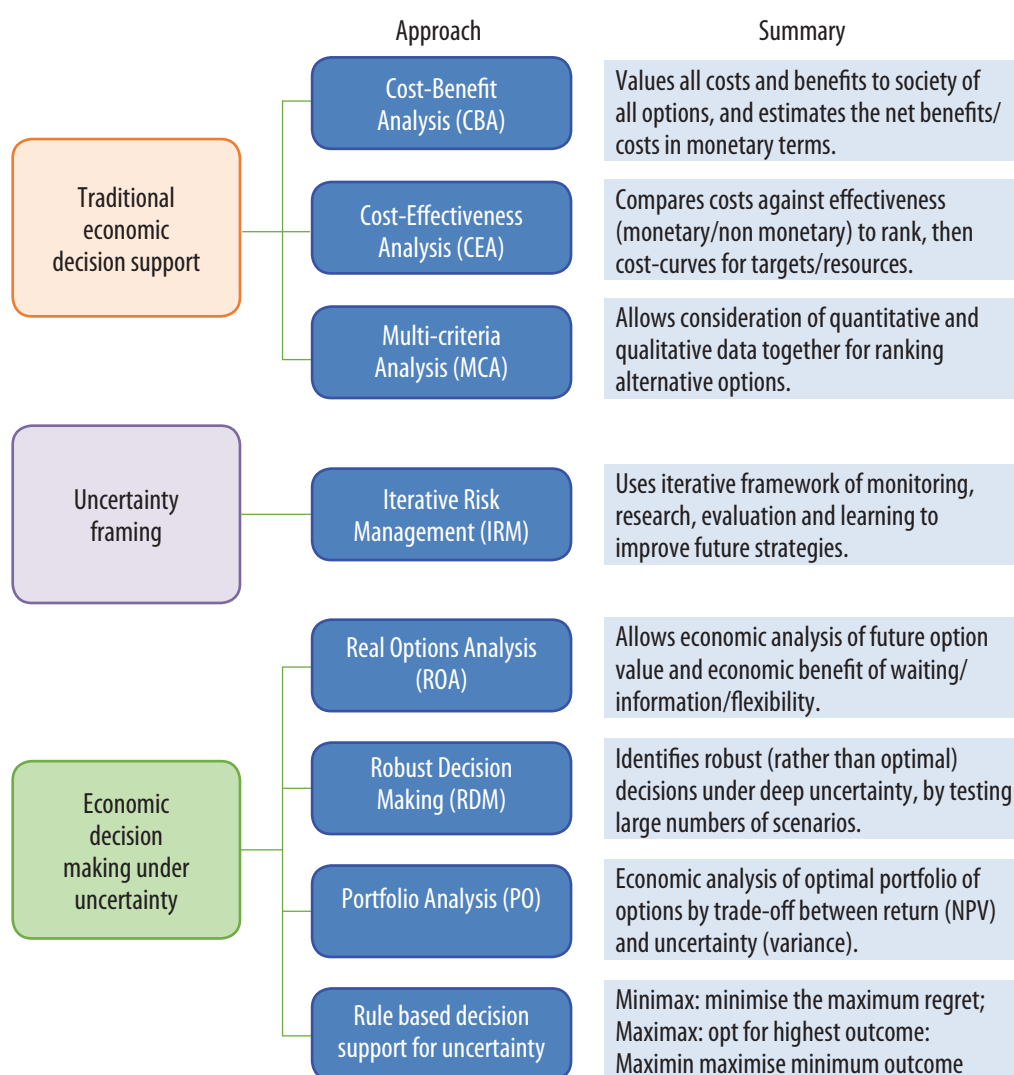 Approach
Summary
Traditional
economic
decision support
Cost-Benefit
Analysis (CBA)
Values all costs and benefits to society of
all options, and estimates the net benefits/
costs in monetary terms.
Cost-Effectiveness
Analysis (CEA)
Compares costs against effectiveness
(monetary/non monetary) to rank, then
cost-curves for targets/resources.
Multi-criteria
Analysis (MCA)
Allows consideration of quantitative and
qualitative data together for ranking
alternative options.
Uncertainty
framing
Iterative Risk
Management (IRM)
Uses iterative framework of monitoring,
research, evaluation and learning to
improve future strategies.
Economic
decision
making under
uncertainty
Real Options Analysis
(ROA)
Allows economic analysis of future option
value and economic benefit of waiting/
information/flexibility.
Robust Decision
Making (RDM)
Identifies robust (rather than optimal)
decisions under deep uncertainty, by testing
large numbers of scenarios.
Portfolio Analysis (PO)
Economic analysis of optimal portfolio of
options by trade-off between return (NPV)
and uncertainty (variance).
Rule based decision
support for uncertainty
Minimax: minimise the maximum regret;
Maximax: opt for highest outcome:
Maximin maximise minimum outcome